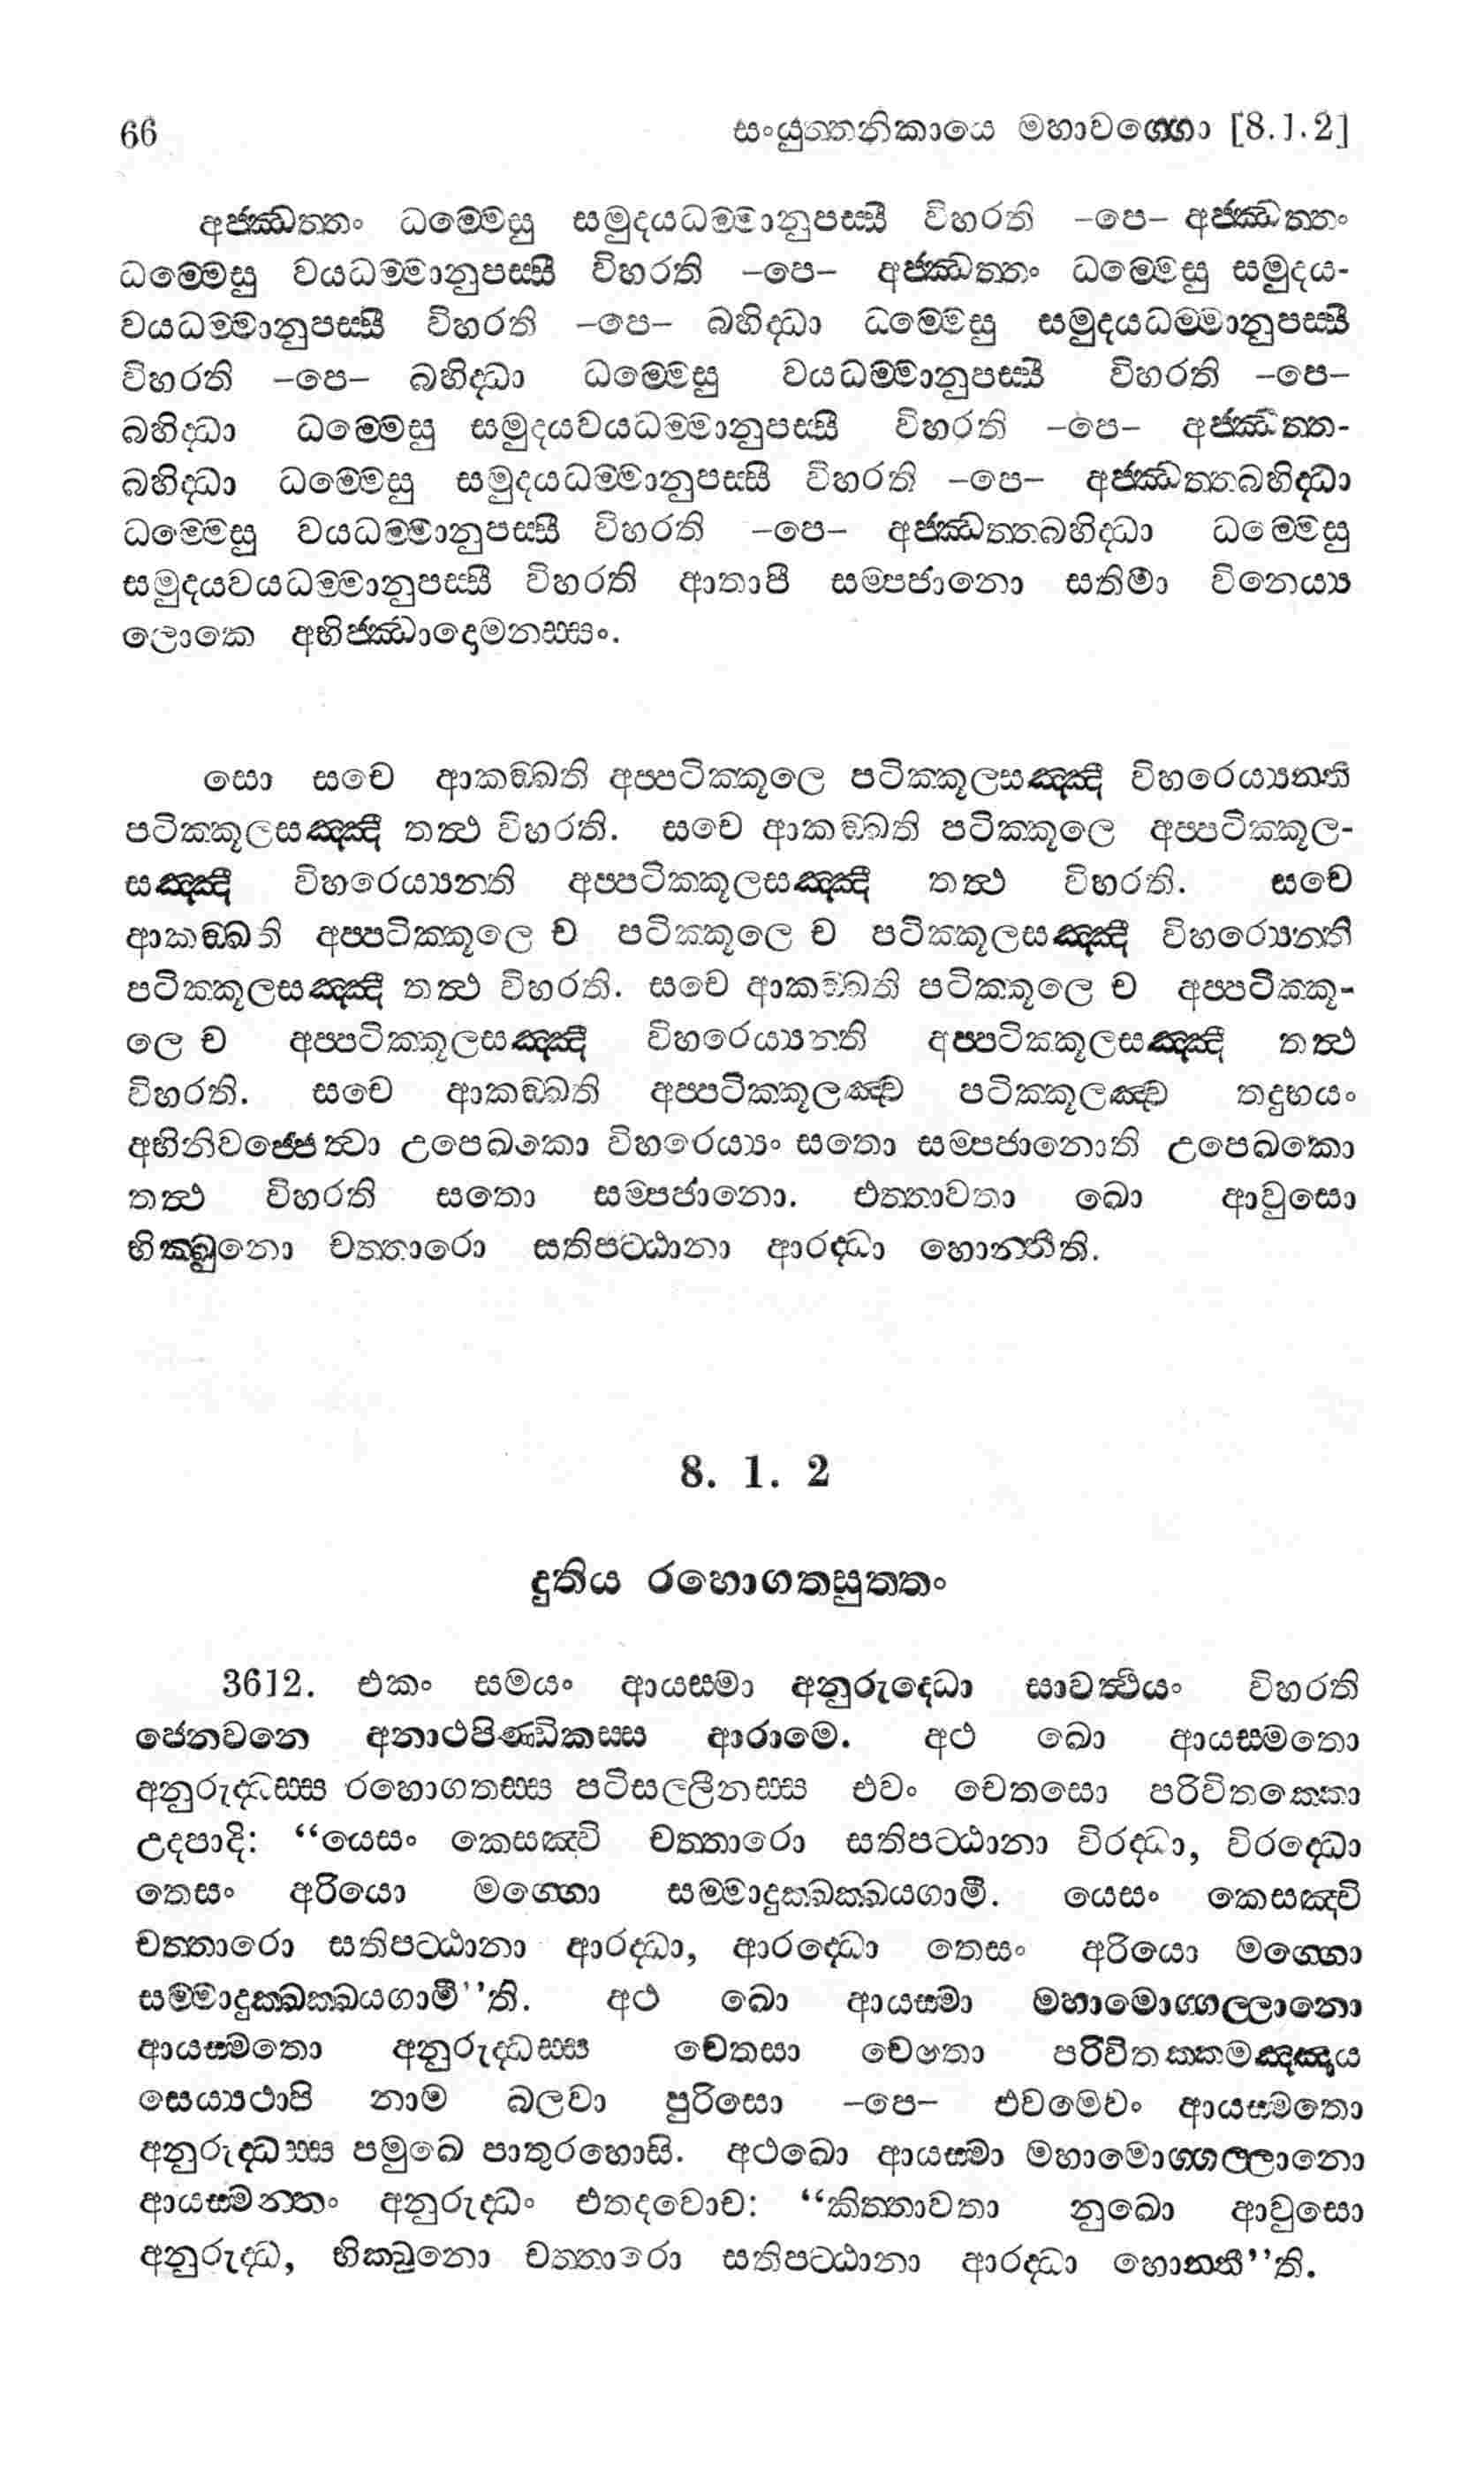 66 සංයුත්තනිකායෙ මහාවග්ගො [8.1.2]
අජ්ඣත්තං ධම්මෙසු සමුදයධම්මානුපස්සී විහරති –පෙ– අජ්ඣත්තං
ධම්මෙසු වයධම්මානුපස්සී විහරති –පෙ– අජ්ඣත්තං ධම්මෙසු සමුදය-
වයධම්මානුපස්සී විහරති –පෙ– බහිද්ධා ධම්මෙසු සමුදයධම්මානුපස්සී
විහරති –පෙ– බහිද්ධා ධම්මෙසු වයධම්මානුපස්සී විහරති –පෙ–
බහිද්ධා ධම්මෙසු සමුදයවයධම්මානුපස්සී විහරති –පෙ– අජ්ඣත්ත-
බහිද්ධා ධම්මෙසු සමුදයධම්මානුපස්සී විහරති –පෙ– අජ්ඣත්තබහිද්ධා
ධම්මෙසු වයධම්මානුපස්සී විහරති –පෙ– අජ්ඣත්තබහිද්ධා ධම්මෙසු
සමුදයවයධම්මානුපස්සී විහරති ආතාපී සම්පජානො සතිමා විනෙය්‍ය
ලොකෙ අභිජ්ඣාදොමනස්සං.
සො සචෙ ආකඞ්ඛති අප්පටික්කූලෙ පටික්කූලසඤ්ඤී විහරෙය්‍යන්ති
පටික්කූලසඤ්ඤී තත්‍ථ විහරති. සචෙ ආකඞ්ඛති පටික්කූලෙ අප්පටික්කූල-
සඤ්ඤී විහරෙය්‍යන්ති අප්පටික්කූලසඤ්ඤී තත්‍ථ විහරති. සචෙ
ආකඞ්ඛති අප්පටික්කූලෙ ච පටික්කූලෙ ච පටික්කූලසඤ්ඤී විහර්‍යෙන්ති
පටික්කූලසඤ්ඤී තත්‍ථ විහරති. සචෙ ආකඞ්ඛති පටික්කූලෙ ච අප්පටික්කූ-
ලෙ ච අප්පටික්කූලසඤ්ඤී විහරෙය්‍යන්ති අප්පටික්කූලසඤ්ඤී තත්‍ථ
විහරති. සචෙ ආකඞ්ඛති අප්පටික්කූලඤ්ච පටික්කූලඤ්ච තදුභයං
අභිනිවජ්ජෙත්‍වා උපෙඛකො විහරෙය්‍යං සතො සම්පජානොති උපෙඛකො
තත්‍ථ විහරති සතො සම්පජානො. එත්තාවතා ඛො ආවුසො
භික්ඛුනො චත්තාරො සතිපට්ඨානා ආරද්ධා හොන්තීති.
8. 1. 2
දුතිය රහොගතසුත්තං
3612. එකං සමයං ආයස්මා අනුරුද්ධො සාවත්‍ථියං විහරති
ජෙනවනෙ අනාථපිණ්ඩිකස්ස ආරාමෙ. අථ ඛො ආයස්මතො
අනුරුද්ධස්ස රහොගතස්ස පටිසල්ලීනස්ස එවං චෙතසො පරිවිතක්කො
උදපාදි: “යෙසං කෙසඤ්චි චත්තාරො සතිපට්ඨානා විරද්ධා, විරද්ධො
තෙසං අරියො මග්ගො සම්මාදුක්ඛක්ඛයගාමී. යෙසං කෙසඤ්චි
චත්තාරො සතිපට්ඨානා ආරද්ධා, ආරද්ධො තෙසං අරියො මග්ගො
සම්මාදුක්ඛක්ඛයගාමී”ති. අථ ඛො ආයස්මා මහාමොග්ගල්ලානො
ආයස්මතො අනුරුද්ධස්ස චෙතසා චෙතො පරිවිතක්කමඤ්ඤාය
සෙය්‍යථාපි නාම බලවා පුරිසො –පෙ– එවමෙවං ආයස්මතො
අනුරුද්ධස්ස පමුඛෙ පාතුරහොසි. අථඛො ආයස්මා මහාමොග්ගල්ලානො
ආයස්මන්තං අනුරුද්ධං එතදවොච: “කිත්තාවතා නුඛො ආවුසො
අනුරුද්ධ, භික්ඛුනො චත්තාරො සතිපට්ඨානා ආරද්ධා හොන්තී”ති.